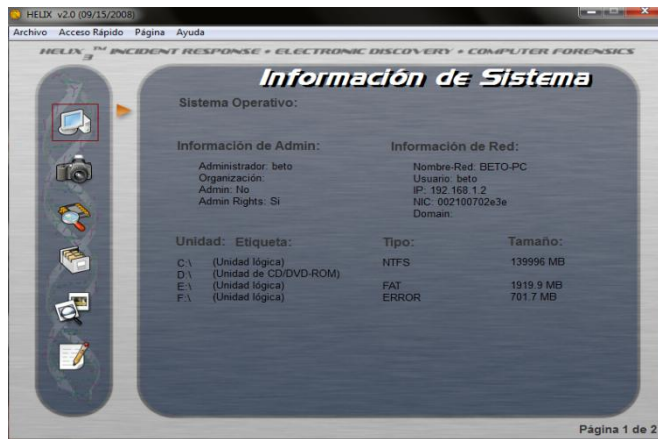 HELIX v2.0 (09/15/2008)
Archivo Acceso Rápido Página Ayuda
HELIX3 ™ INCIDENT RESPONSE • ELECTRONIC DISCOVERY • COMPUTER FORENSICS
Información de Sistema
Sistema Operativo:
Información de Admin: Información de Red:
Administrador: beto Nombre-Red: BETO-PC
Organización: Usuario: beto
Admin: No IP: 192.168.1.2
Admin Rights: Si NIC: 002100702e3e
Domain:
Unidad: Etiqueta: Tipo: Tamaño:
C:\ (Unidad lógica) NTFS 139996 MB
D:\ (Unidad de CD/DVD-ROM)
E:\ (Unidad lógica) FAT 1919.9 MB
F:\ (Unidad lógica) ERROR 701.7 MB
Página 1 de 2